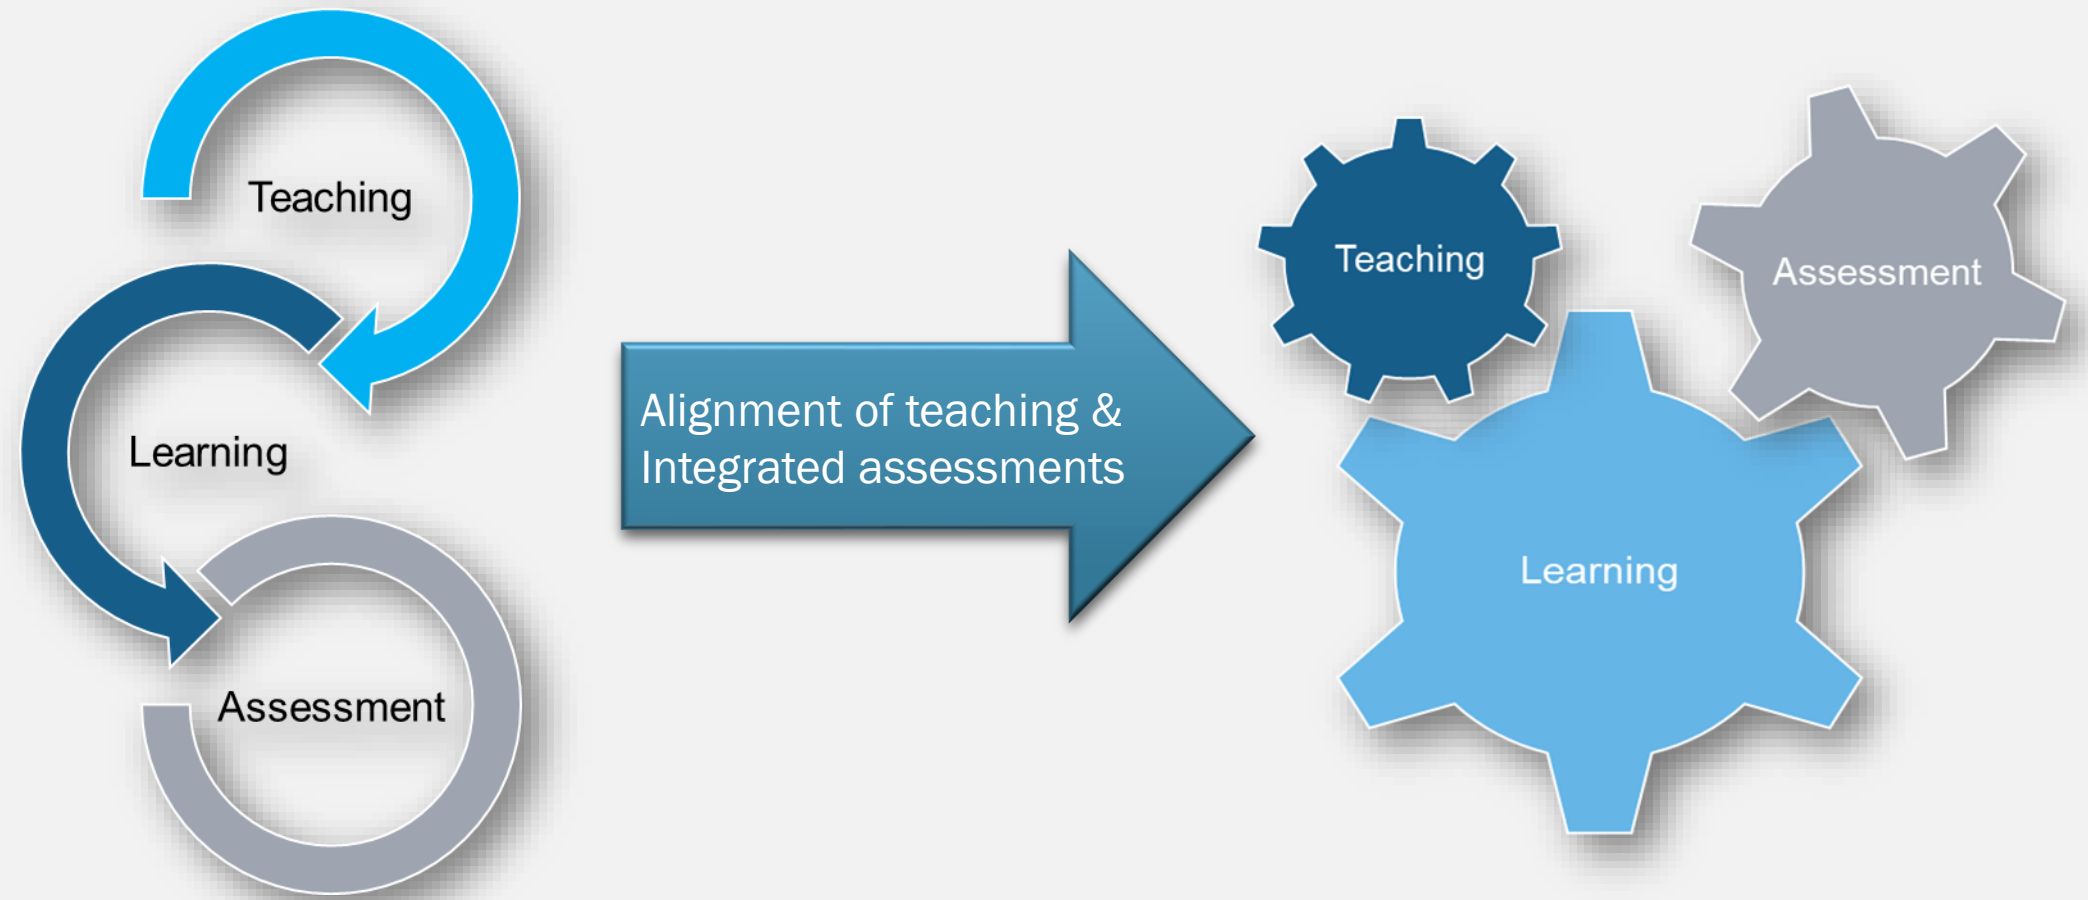 Teaching
Learning
Assessment
Alignment of teaching &
Integrated assessments
Teaching
Assessment
Learning